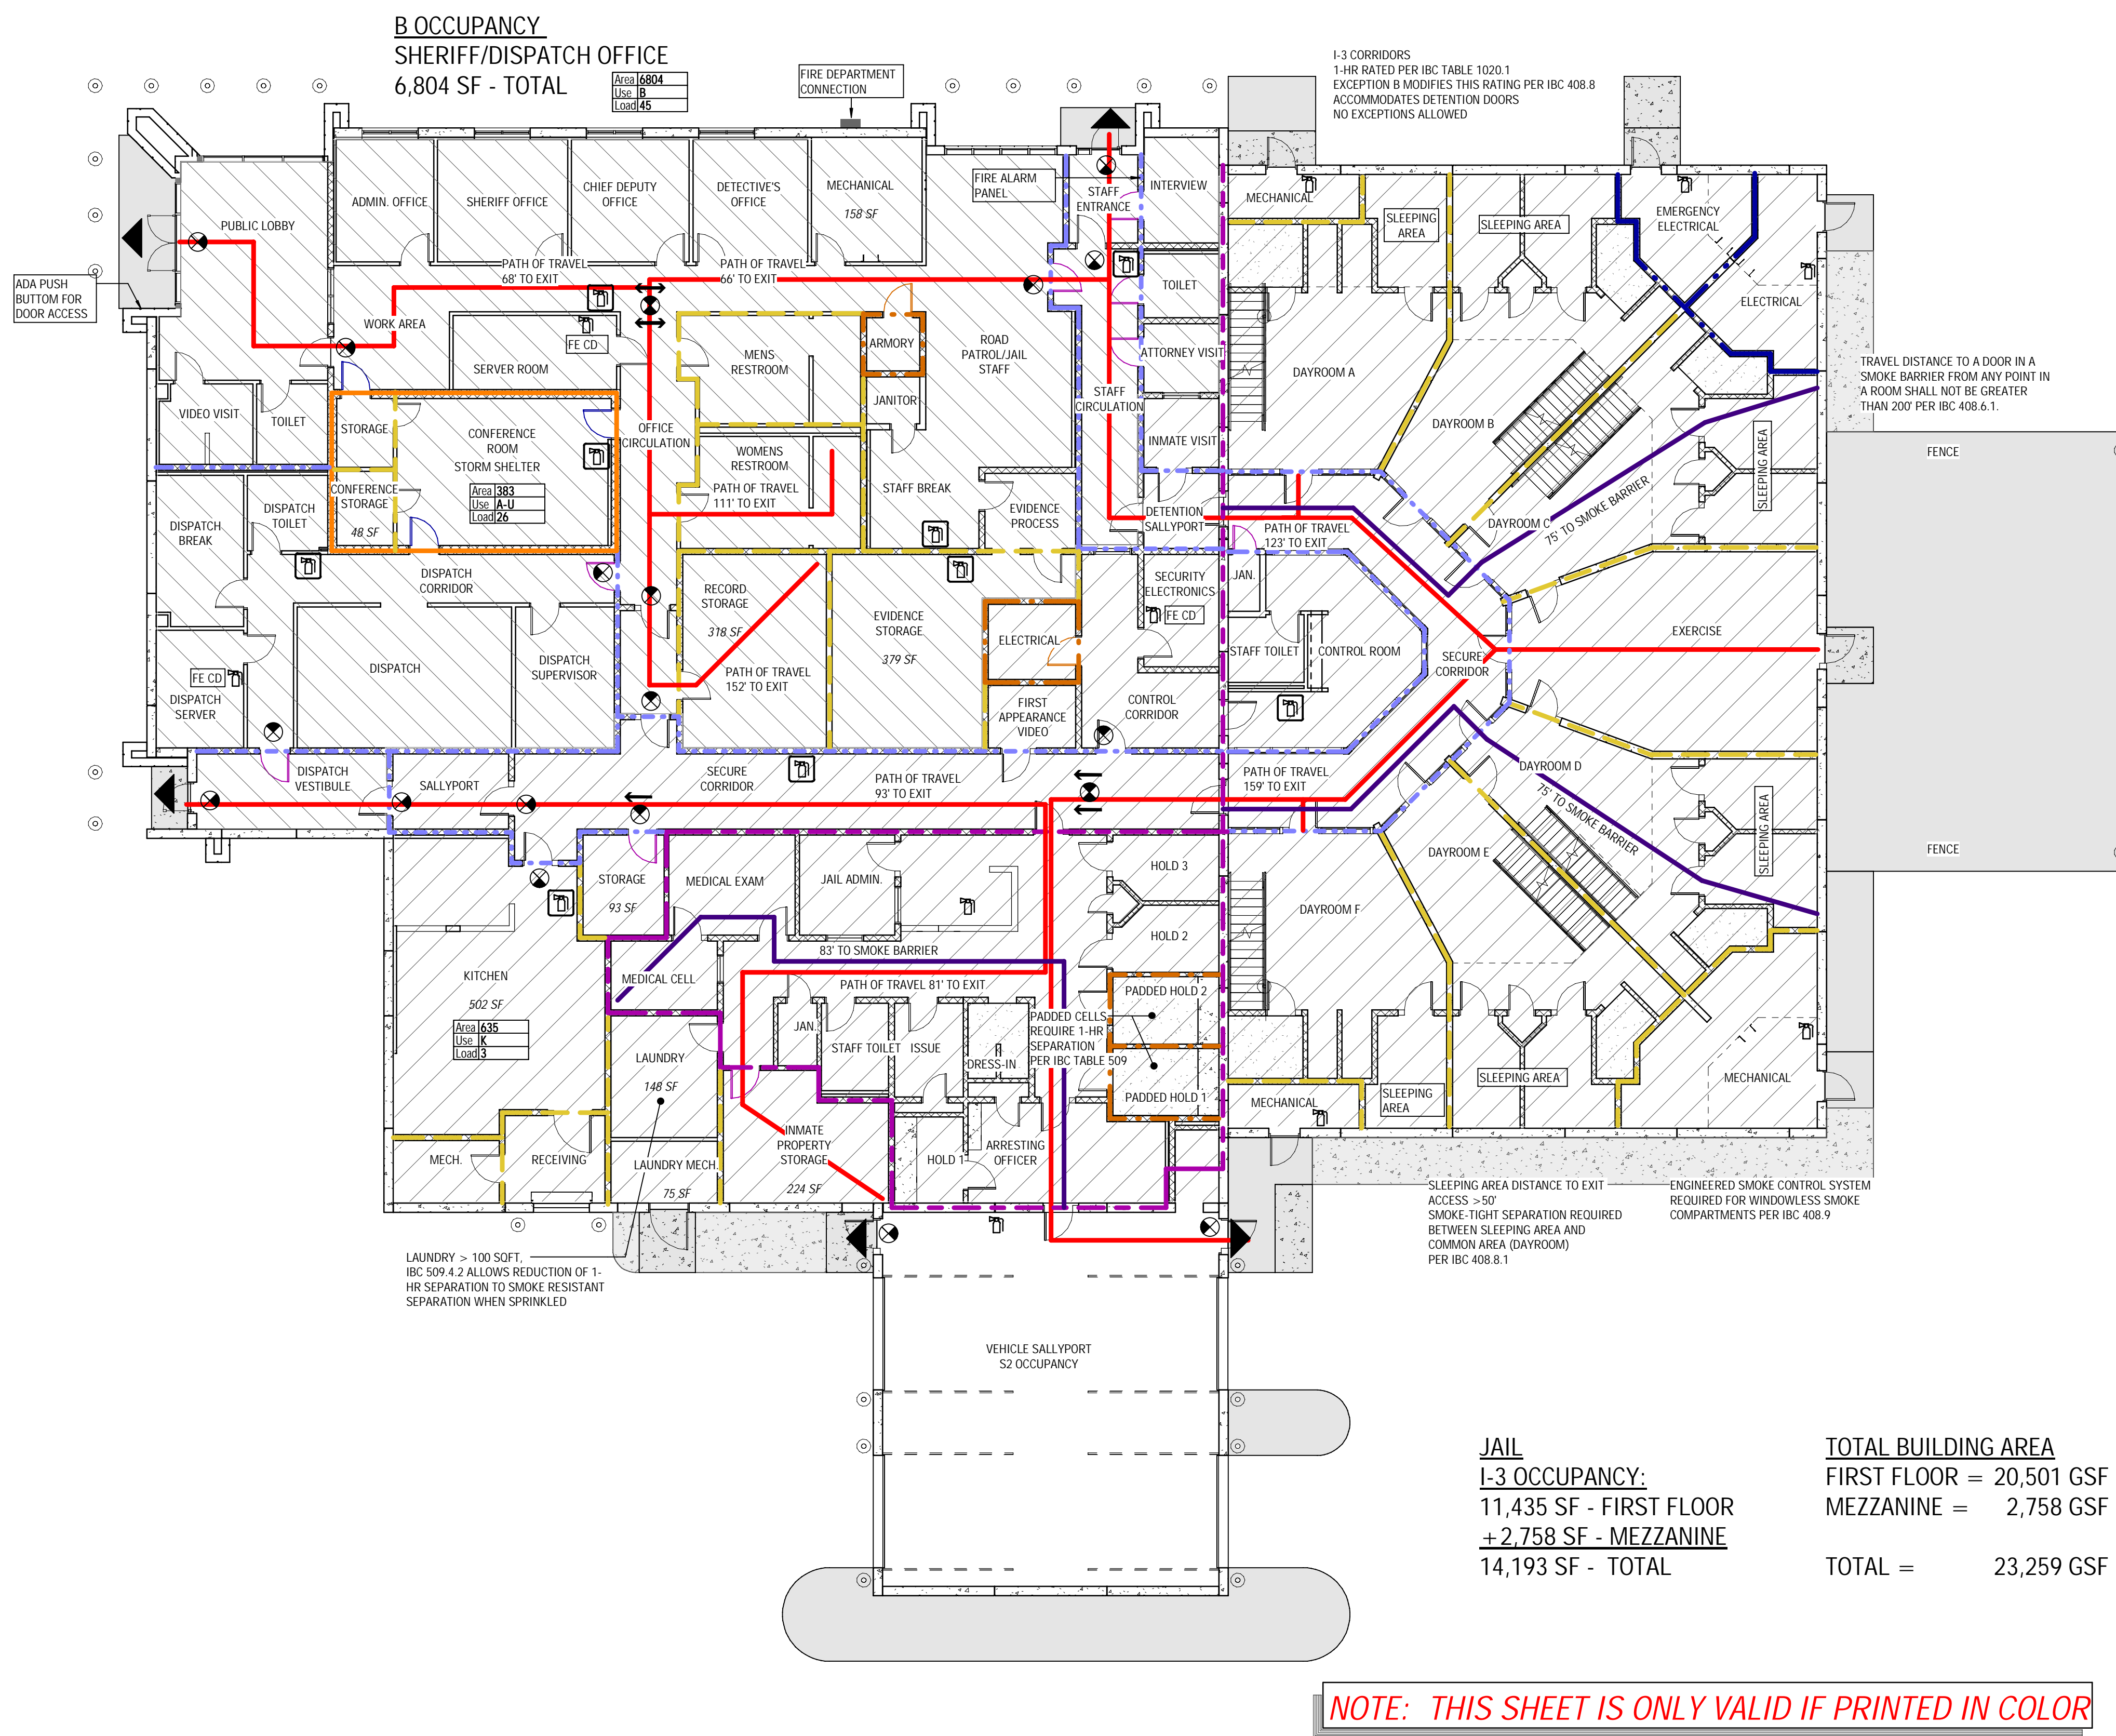 B OCCUPANCY
SHERIFF/DISPATCH OFFICE
6,804 SF - TOTAL
Area 6804
Use B
Load 45
FIRE DEPARTMENT
CONNECTION
I-3 CORRIDORS
1-HR RATED PER IBC TABLE 1020.1
EXCEPTION B MODIFIES THIS RATING PER IBC 408.8
ACCOMMODATES DETENTION DOORS
NO EXCEPTIONS ALLOWED
ADA PUSH
BUTTOM FOR
DOOR ACCESS
PUBLIC LOBBY
ADMIN. OFFICE
SHERIFF OFFICE
CHIEF DEPUTY
OFFICE
DETECTIVE'S
OFFICE
MECHANICAL
158 SF
FIRE ALARM
PANEL
STAFF
ENTRANCE
INTERVIEW
MECHANICAL
SLEEPING
AREA
SLEEPING AREA
EMERGENCY
ELECTRICAL
ELECTRICAL
PATH OF TRAVEL
68' TO EXIT
PATH OF TRAVEL
66' TO EXIT
TOILET
WORK AREA
FE CD
SERVER ROOM
MENS
RESTROOM
ARMORY
ROAD
PATROL/JAIL
STAFF
ATTORNEY VISIT
DAYROOM A
TRAVEL DISTANCE TO A DOOR IN A
SMOKE BARRIER FROM ANY POINT IN
A ROOM SHALL NOT BE GREATER
THAN 200' PER IBC 408.6.1.
VIDEO VISIT
TOILET
STORAGE
CONFERENCE
ROOM
STORM SHELTER
OFFICE
CIRCULATION
JANITOR
STAFF
CIRCULATION
INMATE VISIT
DAYROOM B
SLEEPING AREA
FENCE
WOMENS
RESTROOM
PATH OF TRAVEL
111' TO EXIT
STAFF BREAK
CONFERENCE
STORAGE
48 SF
Area 383
Use A-U
Load 26
DISPATCH
BREAK
DISPATCH
TOILET
EVIDENCE
PROCESS
DETENTION
SALLYPORT
PATH OF TRAVEL
123' TO EXIT
DAYROOM C
75' TO SMOKE BARRIER
DISPATCH
CORRIDOR
RECORD
STORAGE
318 SF
PATH OF TRAVEL
152' TO EXIT
EVIDENCE
STORAGE
379 SF
SECURITY
ELECTRONICS
FE CD
JAN.
ELECTRICAL
STAFF TOILET
CONTROL ROOM
SECURE
CORRIDOR
EXERCISE
DISPATCH
DISPATCH
SUPERVISOR
FE CD
DISPATCH
SERVER
FIRST
APPEARANCE
VIDEO
CONTROL
CORRIDOR
DISPATCH
VESTIBULE
SALLYPORT
SECURE
CORRIDOR
PATH OF TRAVEL
93' TO EXIT
PATH OF TRAVEL
159' TO EXIT
DAYROOM D
75' TO SMOKE BARRIER
SLEEPING AREA
FENCE
STORAGE
93 SF
MEDICAL EXAM
JAIL ADMIN.
HOLD 3
DAYROOM E
DAYROOM F
HOLD 2
83' TO SMOKE BARRIER
KITCHEN
502 SF
Area 635
Use K
Load 3
MEDICAL CELL
PATH OF TRAVEL 81' TO EXIT
PADDED HOLD 2
PADDED CELLS
REQUIRE 1-HR
SEPARATION
PER IBC TABLE 509
JAN.
STAFF TOILET
ISSUE
DRESS-IN
LAUNDRY
148 SF
PADDED HOLD 1
MECHANICAL
SLEEPING
AREA
SLEEPING AREA
MECHANICAL
INMATE
PROPERTY
STORAGE
224 SF
MECH.
RECEIVING
LAUNDRY MECH.
75 SF
HOLD 1
ARRESTING
OFFICER
SLEEPING AREA DISTANCE TO EXIT
ACCESS >50'
SMOKE-TIGHT SEPARATION REQUIRED
BETWEEN SLEEPING AREA AND
COMMON AREA (DAYROOM)
PER IBC 408.8.1
ENGINEERED SMOKE CONTROL SYSTEM
REQUIRED FOR WINDOWLESS SMOKE
COMPARTMENTS PER IBC 408.9
LAUNDRY > 100 SQFT,
IBC 509.4.2 ALLOWS REDUCTION OF 1-
HR SEPARATION TO SMOKE RESISTANT
SEPARATION WHEN SPRINKLED
VEHICLE SALLYPORT
S2 OCCUPANCY
JAIL
I-3 OCCUPANCY:
11,435 SF - FIRST FLOOR
+2,758 SF - MEZZANINE
14,193 SF - TOTAL
TOTAL BUILDING AREA
FIRST FLOOR = 20,501 GSF
MEZZANINE = 2,758 GSF
TOTAL = 23,259 GSF
NOTE: THIS SHEET IS ONLY VALID IF PRINTED IN COLOR